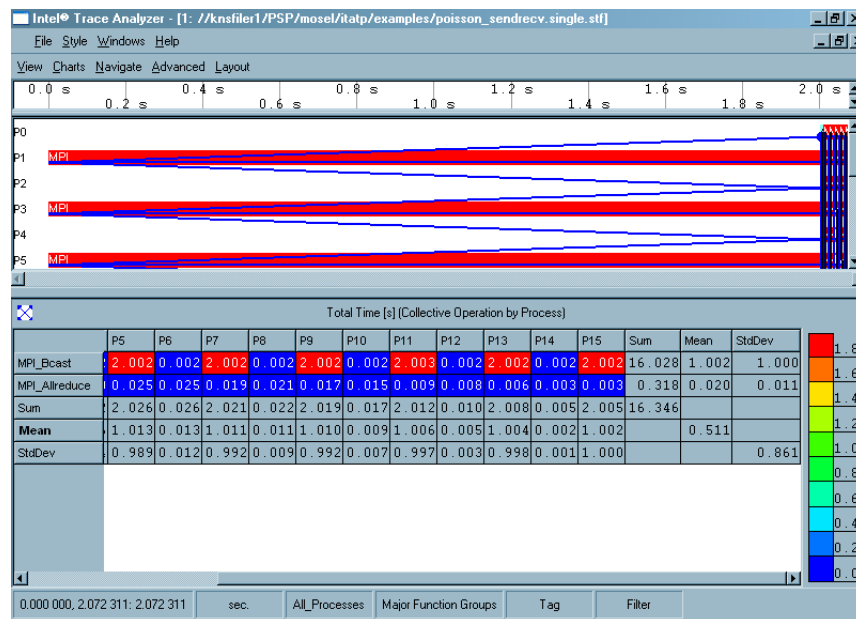 Intel® Trace Analyzer - [1: //knsfiler1/PSP/mosel/itatp/examples/poisson_sendrecv.single.stf]
File Style Windows Help
View Charts Navigate Advanced Layout
0.0 s 0.4 s 0.8 s 1.2 s 1.6 s 2.0 s
0.2 s 0.6 s 1.0 s 1.4 s 1.8 s
P0
P1 MPI
P2
P3 MPI
P4
P5 MPI
Total Time [s] (Collective Operation by Process)
P5 P6 P7 P8 P9 P10 P11 P12 P13 P14 P15 Sum Mean StdDev
MPI_Bcast 2.002 0.002 2.002 0.002 2.002 0.002 2.003 0.002 2.002 0.002 2.002 16.028 1.002 1.000
MPI_Allreduce 0.025 0.025 0.019 0.021 0.017 0.015 0.009 0.008 0.006 0.003 0.003 0.318 0.020 0.011
Sum 2.026 0.026 2.021 0.022 2.019 0.017 2.012 0.010 2.008 0.005 2.005 16.346
Mean 1.013 0.013 1.011 0.011 1.010 0.009 1.006 0.005 1.004 0.002 1.002 0.511
StdDev 0.989 0.012 0.992 0.009 0.992 0.007 0.997 0.003 0.998 0.001 1.000 0.861
1.8
1.6
1.4
1.2
1.0
0.8
0.6
0.4
0.2
0.0
0.000 000, 2.072 311: 2.072 311 sec. All_Processes Major Function Groups Tag Filter